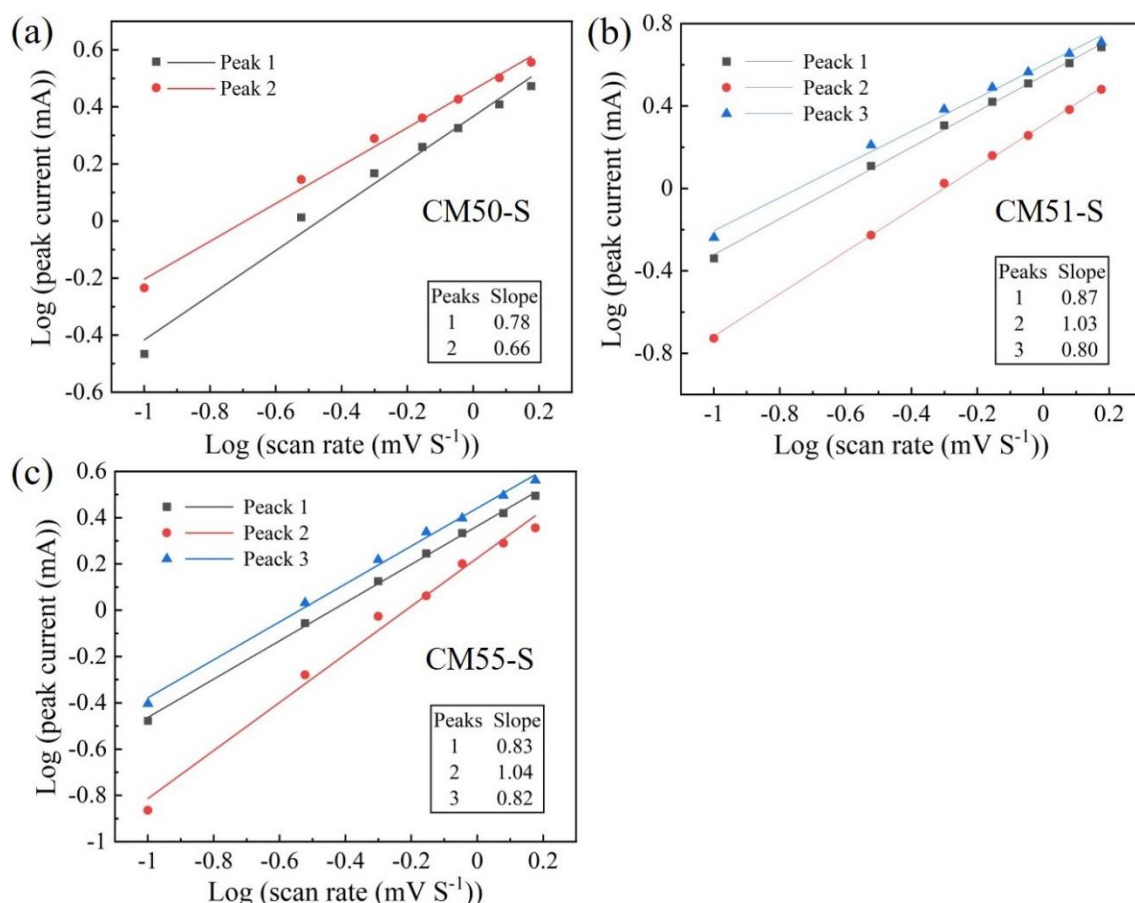 (a)
0.6
0.4
0.2
0
-0.2
-0.4
-0.6
Log (peak current (mA))
Peak 1
Peak 2
CM50-S
Peaks Slope
1 0.78
2 0.66
-1 -0.8 -0.6 -0.4 -0.2 0 0.2
Log (scan rate (mV S⁻¹))
(b)
0.8
0.4
0
-0.4
-0.8
Log (peak current (mA))
Peack 1
Peack 2
Peack 3
CM51-S
Peaks Slope
1 0.87
2 1.03
3 0.80
-1 -0.8 -0.6 -0.4 -0.2 0 0.2
Log (scan rate (mV S⁻¹))
(c)
0.6
0.4
0.2
0
-0.2
-0.4
-0.6
-0.8
-1
Log (peak current (mA))
Peack 1
Peack 2
Peack 3
CM55-S
Peaks Slope
1 0.83
2 1.04
3 0.82
-1 -0.8 -0.6 -0.4 -0.2 0 0.2
Log (scan rate (mV S⁻¹))